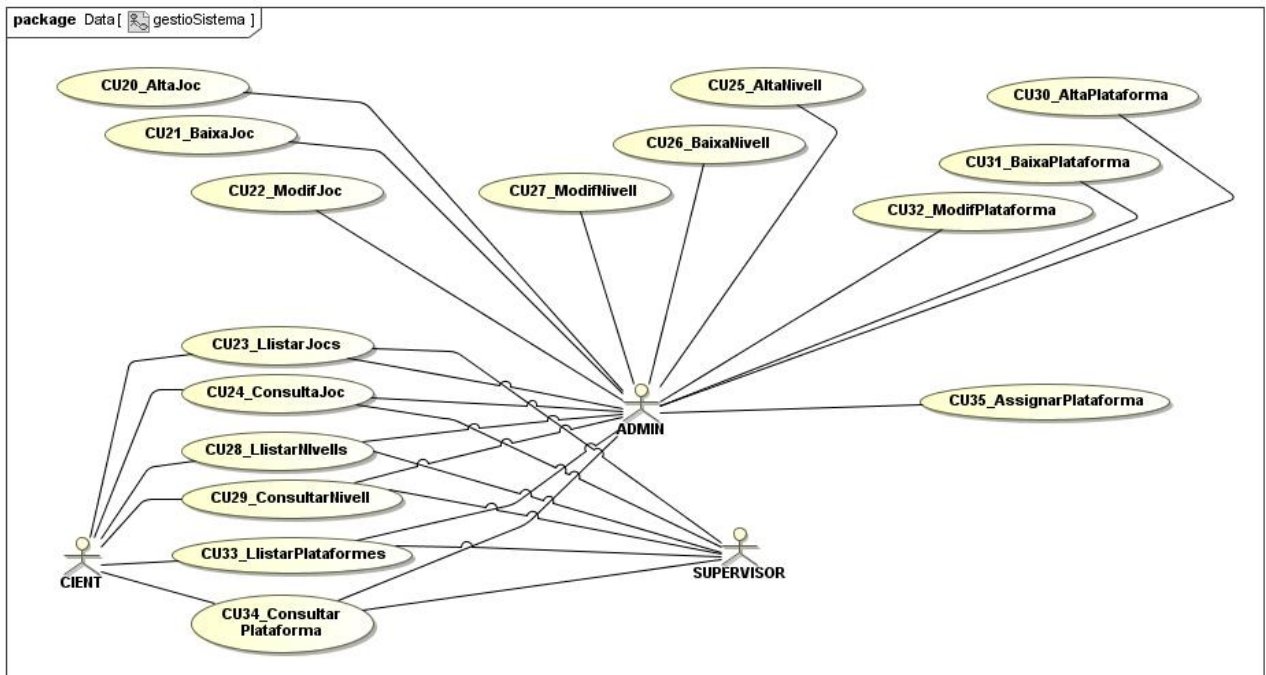 package Data [ gestioSistema ]
CU20_AltaJoc
CU21_BaixaJoc
CU22_ModifJoc
CU25_AltaNivell
CU26_BaixaNivell
CU27_ModifNivell
CU30_AltaPlataforma
CU31_BaixaPlataforma
CU32_ModifPlataforma
CU23_LlistarJocs
CU24_ConsultaJoc
CU28_LlistarNIvells
CU29_ConsultarNivell
CU33_LlistarPlataformes
CU34_Consultar
Plataforma
CU35_AssignarPlataforma
ADMIN
CIENT
SUPERVISOR